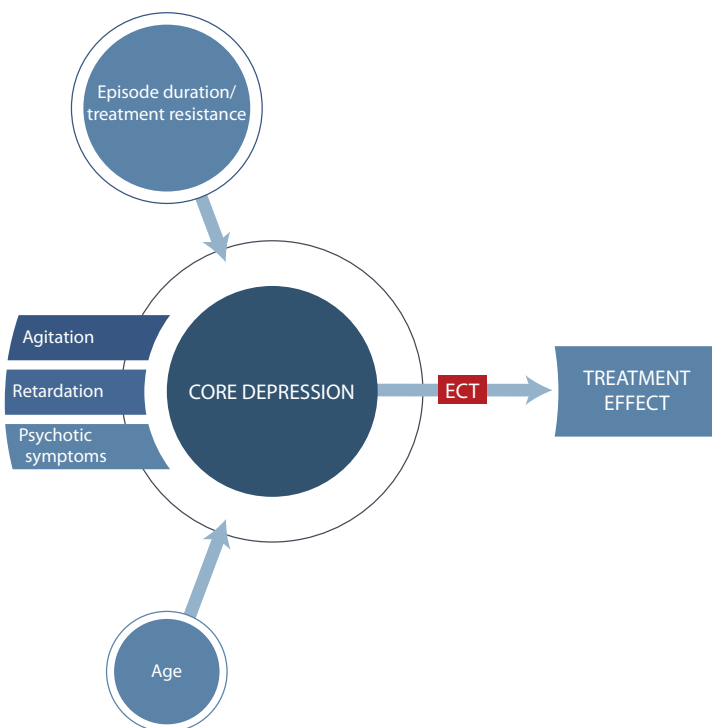 Episode duration/
treatment resistance
Agitation
Retardation
Psychotic
symptoms
CORE DEPRESSION
ECT
TREATMENT
EFFECT
Age